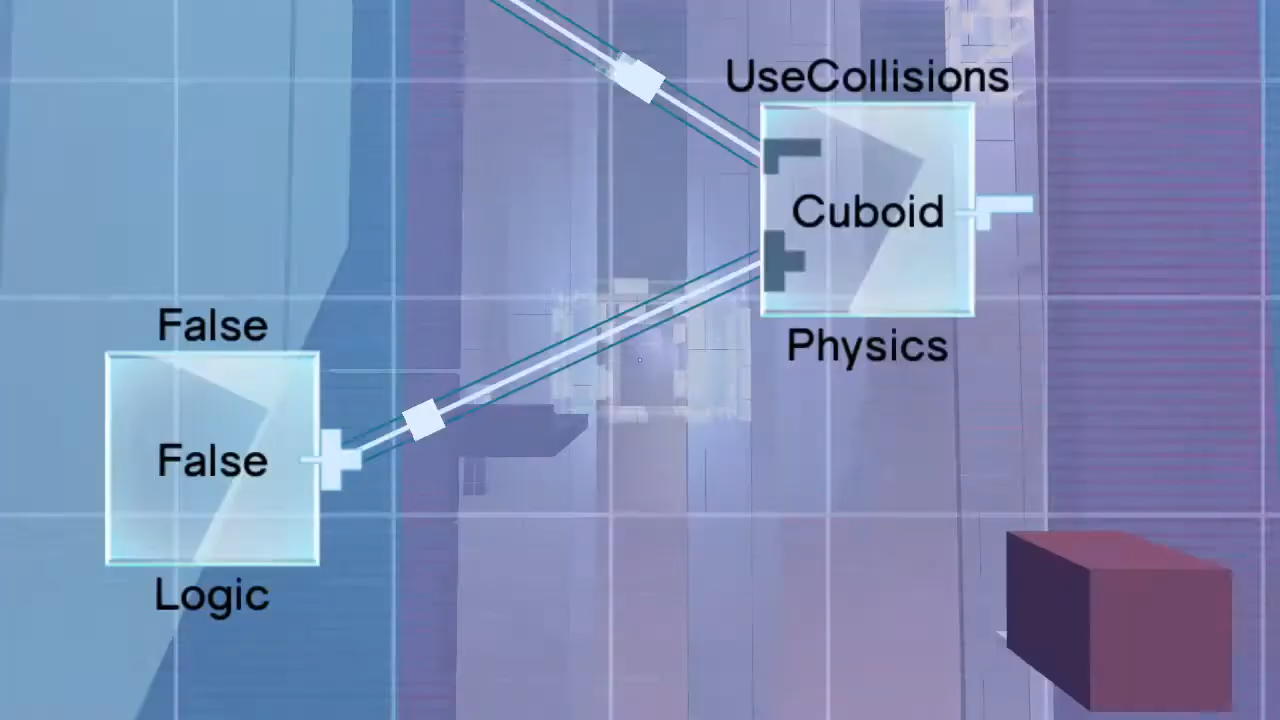 UseCollisions
Cuboid
Physics
False
False
Logic